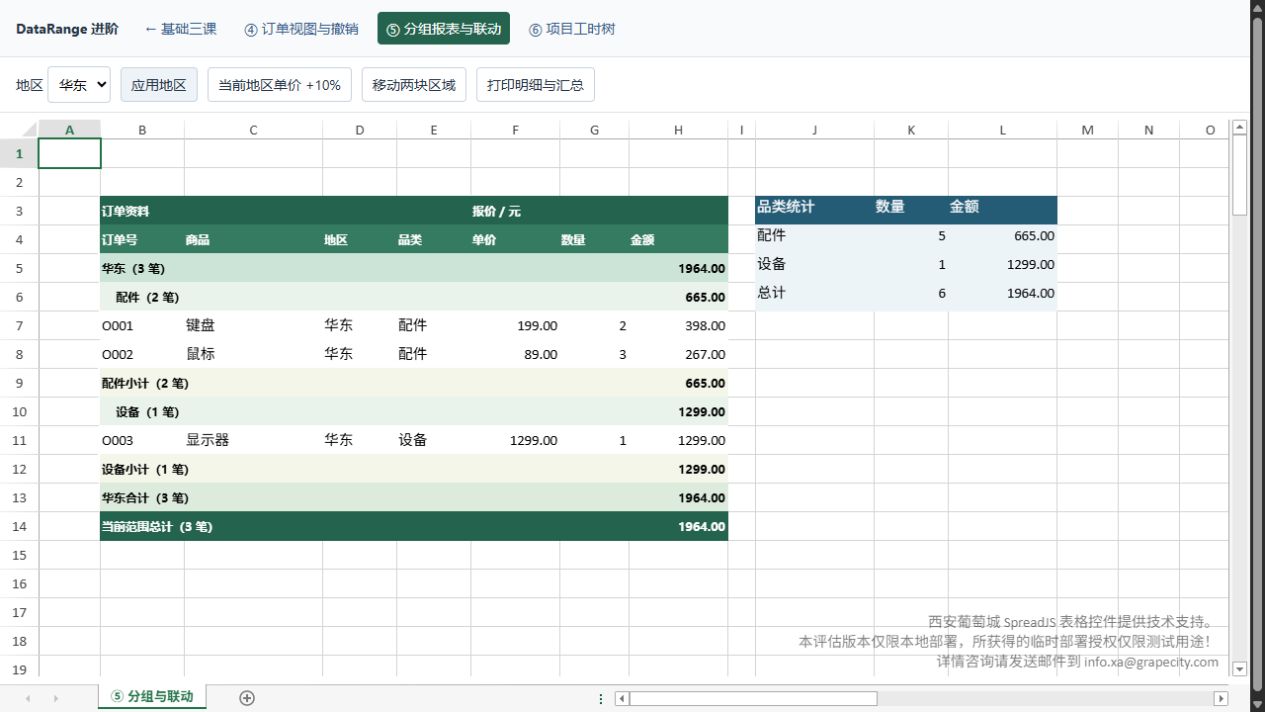 DataRange 进阶 ← 基础三课 ④ 订单视图与撤销 ⑤ 分组报表与联动 ⑥ 项目工时树
地区 华东 应用地区 当前地区单价 +10% 移动两块区域 打印明细与汇总
A B C D E F G H I J K L M N O
1
2
3 订单资料 报价 / 元 品类统计 数量 金额
4 订单号 商品 地区 品类 单价 数量 金额 配件 5 665.00
5 华东（3 笔） 1964.00 设备 1 1299.00
6 配件（2 笔） 665.00 总计 6 1964.00
7 O001 键盘 华东 配件 199.00 2 398.00
8 O002 鼠标 华东 配件 89.00 3 267.00
9 配件小计（2 笔） 665.00
10 设备（1 笔） 1299.00
11 O003 显示器 华东 设备 1299.00 1 1299.00
12 设备小计（1 笔） 1299.00
13 华东合计（3 笔） 1964.00
14 当前范围总计（3 笔） 1964.00
15
16
17
西安葡萄城 SpreadJS 表格控件提供技术支持。
18
本评估版本仅限本地部署，所获得的临时部署授权仅限测试用途！
19
详情咨询请发送邮件到 info.xa@grapecity.com
⑤ 分组与联动